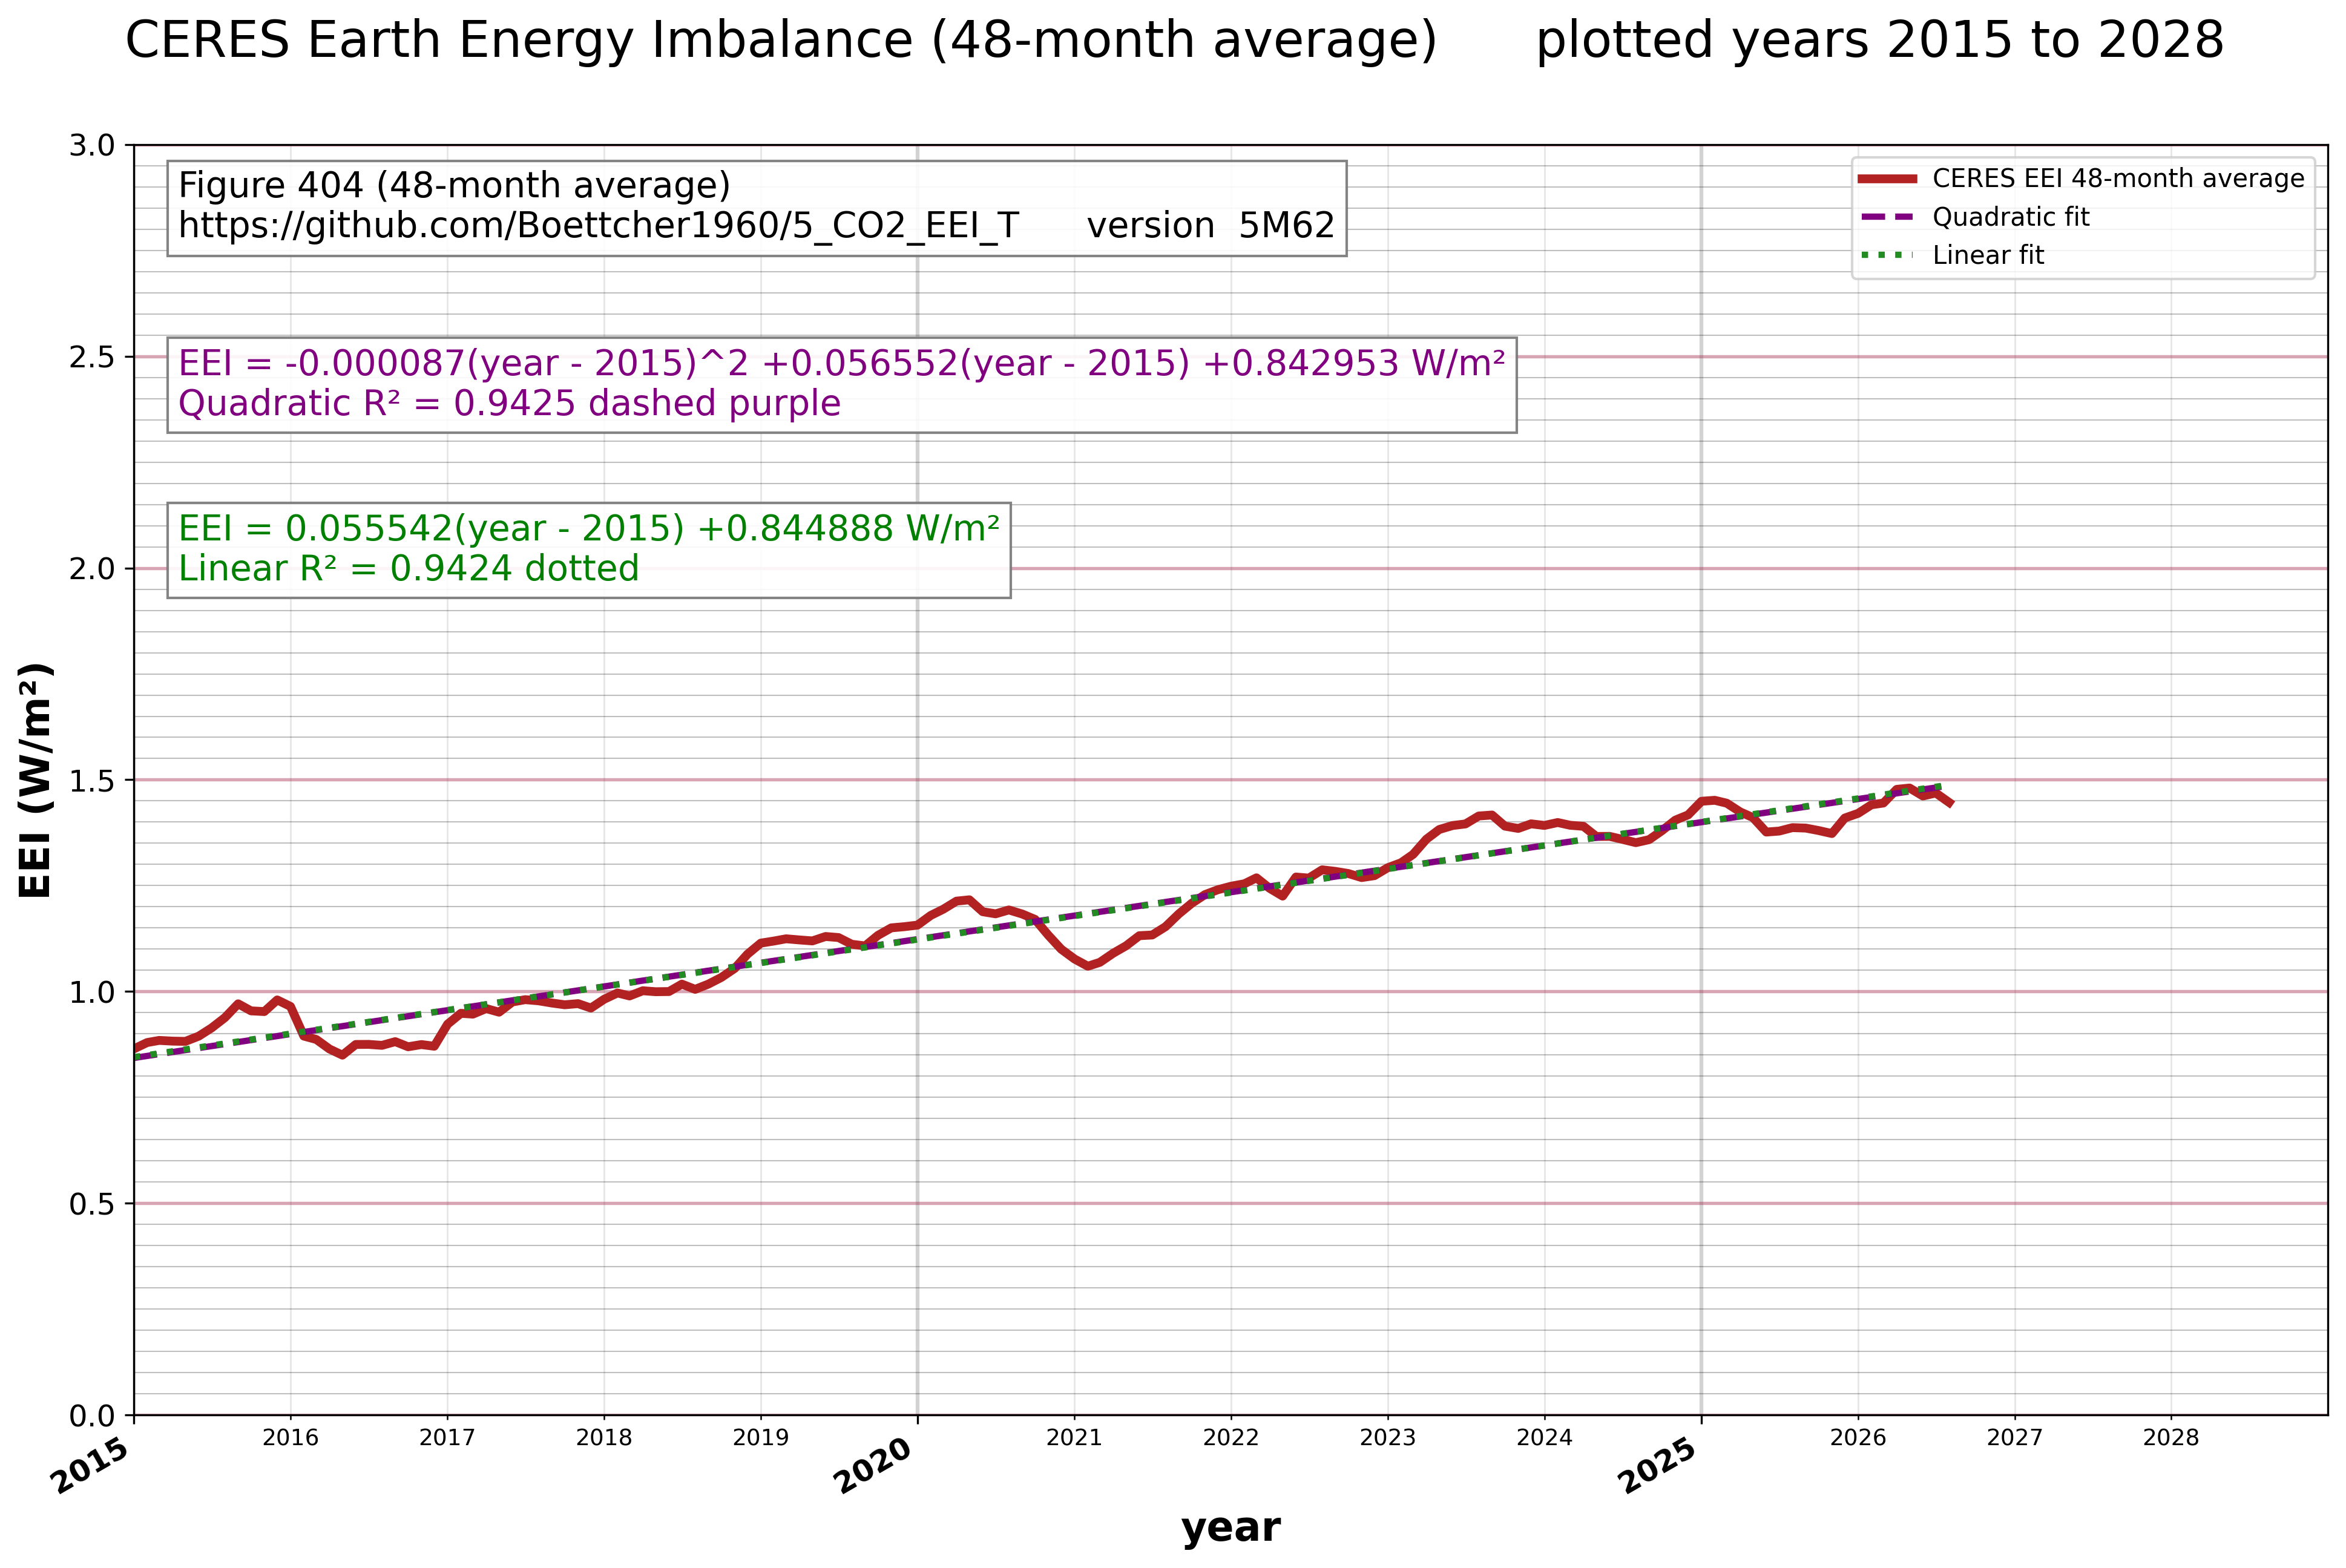 CERES Earth Energy Imbalance (48-month average)      plotted years 2015 to 2028
3.0
Figure 404 (48-month average)
https://github.com/Boettcher1960/5_CO2_EEI_T      version  5M62
CERES EEI 48-month average
Quadratic fit
Linear fit
2.5
EEI = -0.000087(year - 2015)^2 +0.056552(year - 2015) +0.842953 W/m²
Quadratic R² = 0.9425 dashed purple
EEI = 0.055542(year - 2015) +0.844888 W/m²
Linear R² = 0.9424 dotted
2.0
EEI (W/m²)
1.5
1.0
0.5
0.0
2015 2016 2017 2018 2019 2020 2021 2022 2023 2024 2025 2026 2027 2028
year